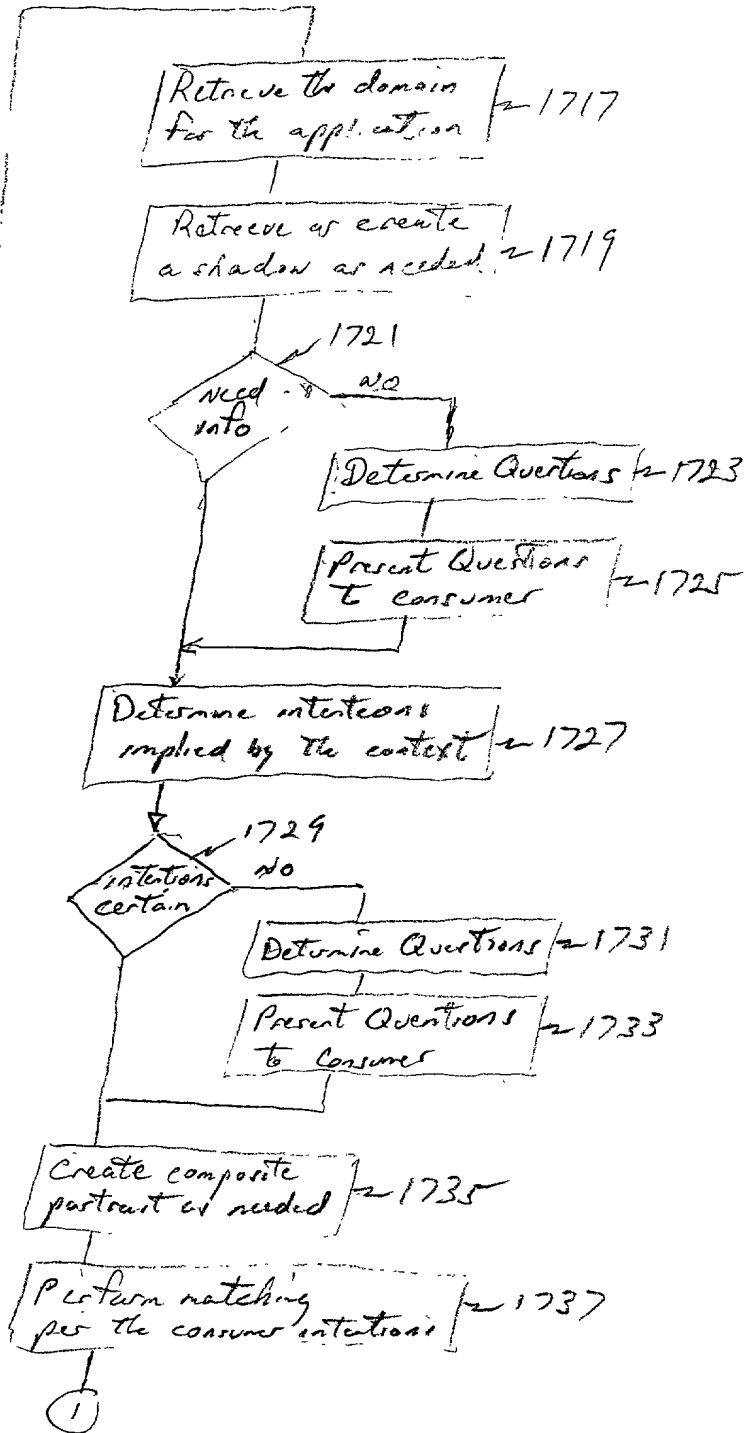 Retrieve the domain
for the application
1717
Retrieve or create
a shadow as needed.
1719
1721
need
info
NO
Determine Questions
1723
Present Questions
to consumer
1725
Determine intentions
implied by the context
1727
1729
intentions
certain
NO
Determine Questions
1731
Present Questions
to Consumer
1733
Create composite
portrait as needed
1735
Perform matching
per the consumer intentions
1737
1